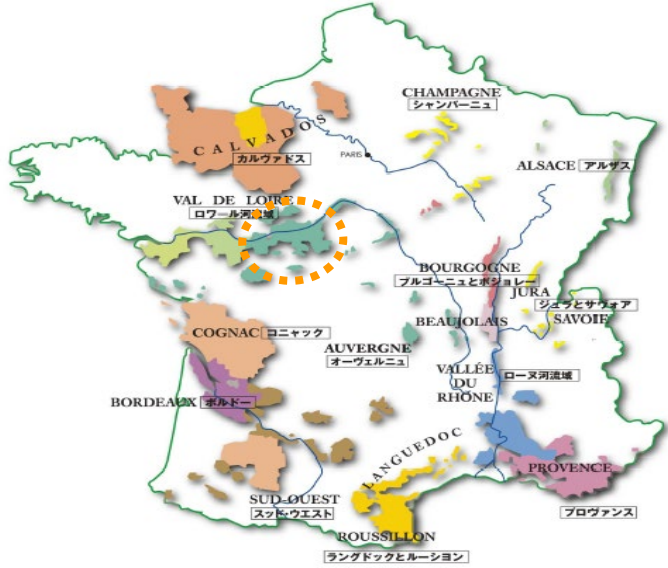 CHAMPAGNE
シャンパーニュ
CALVADOS
カルヴァドス
PARIS
ALSACE アルザス
VAL DE LOIRE
ロワール河流域
BOURGOGNE
ブルゴーニュとボジョレー
JURA
ジュラとサヴォア
SAVOIE
BEAUJOLAIS
COGNAC コニャック
AUVERGNE
オーヴェルニュ
VALLÉE
DU
RHÔNE
ローヌ河流域
BORDEAUX ボルドー
LANGUEDOC
PROVENCE
プロヴァンス
SUD-OUEST
スッド・ウエスト
ROUSSILLON
ラングドックとルーション